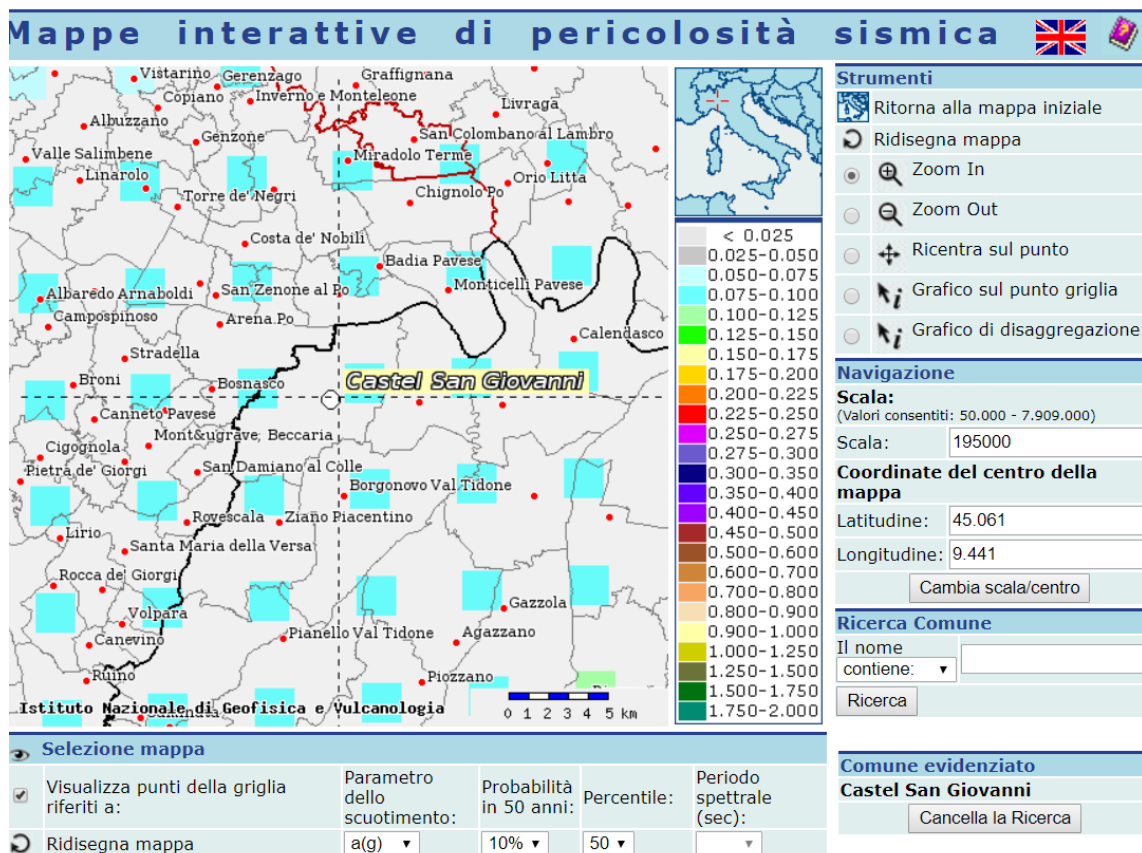 Mappe interattive di pericolosità sismica
Vistarino
Gerenzago
Graffignana
Copiano
Inverno e Monteleone
Livraga
Albuzzano
Genzone
San Colombano al Lambro
Valle Salimbene
Miradolo Terme
Linarolo
Orio Litta
Torre de' Negri
Chignolo Po
Costa de' Nobili
Badia Pavese
Albaredo Arnaboldi
San Zenone al Po
Monticelli Pavese
Campospinoso
Arena Po
Calendasco
Stradella
Broni
Bosnasco
Castel San Giovanni
Canneto Pavese
Mont&ugrave; Beccaria
Cigognola
Pietra de' Giorgi
San Damiano al Colle
Borgonovo Val Tidone
Rovescala
Ziano Piacentino
Lirio
Santa Maria della Versa
Rocca de' Giorgi
Gazzola
Volpara
Canevino
Pianello Val Tidone
Agazzano
Ruino
Piozzano
Istituto Nazionale di Geofisica e Vulcanologia
0 1 2 3 4 5 km
< 0.025
0.025-0.050
0.050-0.075
0.075-0.100
0.100-0.125
0.125-0.150
0.150-0.175
0.175-0.200
0.200-0.225
0.225-0.250
0.250-0.275
0.275-0.300
0.300-0.350
0.350-0.400
0.400-0.450
0.450-0.500
0.500-0.600
0.600-0.700
0.700-0.800
0.800-0.900
0.900-1.000
1.000-1.250
1.250-1.500
1.500-1.750
1.750-2.000
Strumenti
Ritorna alla mappa iniziale
Ridisegna mappa
Zoom In
Zoom Out
Ricentra sul punto
Grafico sul punto griglia
Grafico di disaggregazione
Navigazione
Scala:
(Valori consentiti: 50.000 - 7.909.000)
Scala: 195000
Coordinate del centro della
mappa
Latitudine: 45.061
Longitudine: 9.441
Cambia scala/centro
Ricerca Comune
Il nome
contiene:
Ricerca
Comune evidenziato
Castel San Giovanni
Cancella la Ricerca
Selezione mappa
Visualizza punti della griglia
riferiti a:
Parametro
dello
scuotimento:
Probabilità
in 50 anni:
Percentile:
Periodo
spettrale
(sec):
Ridisegna mappa
a(g)
10%
50